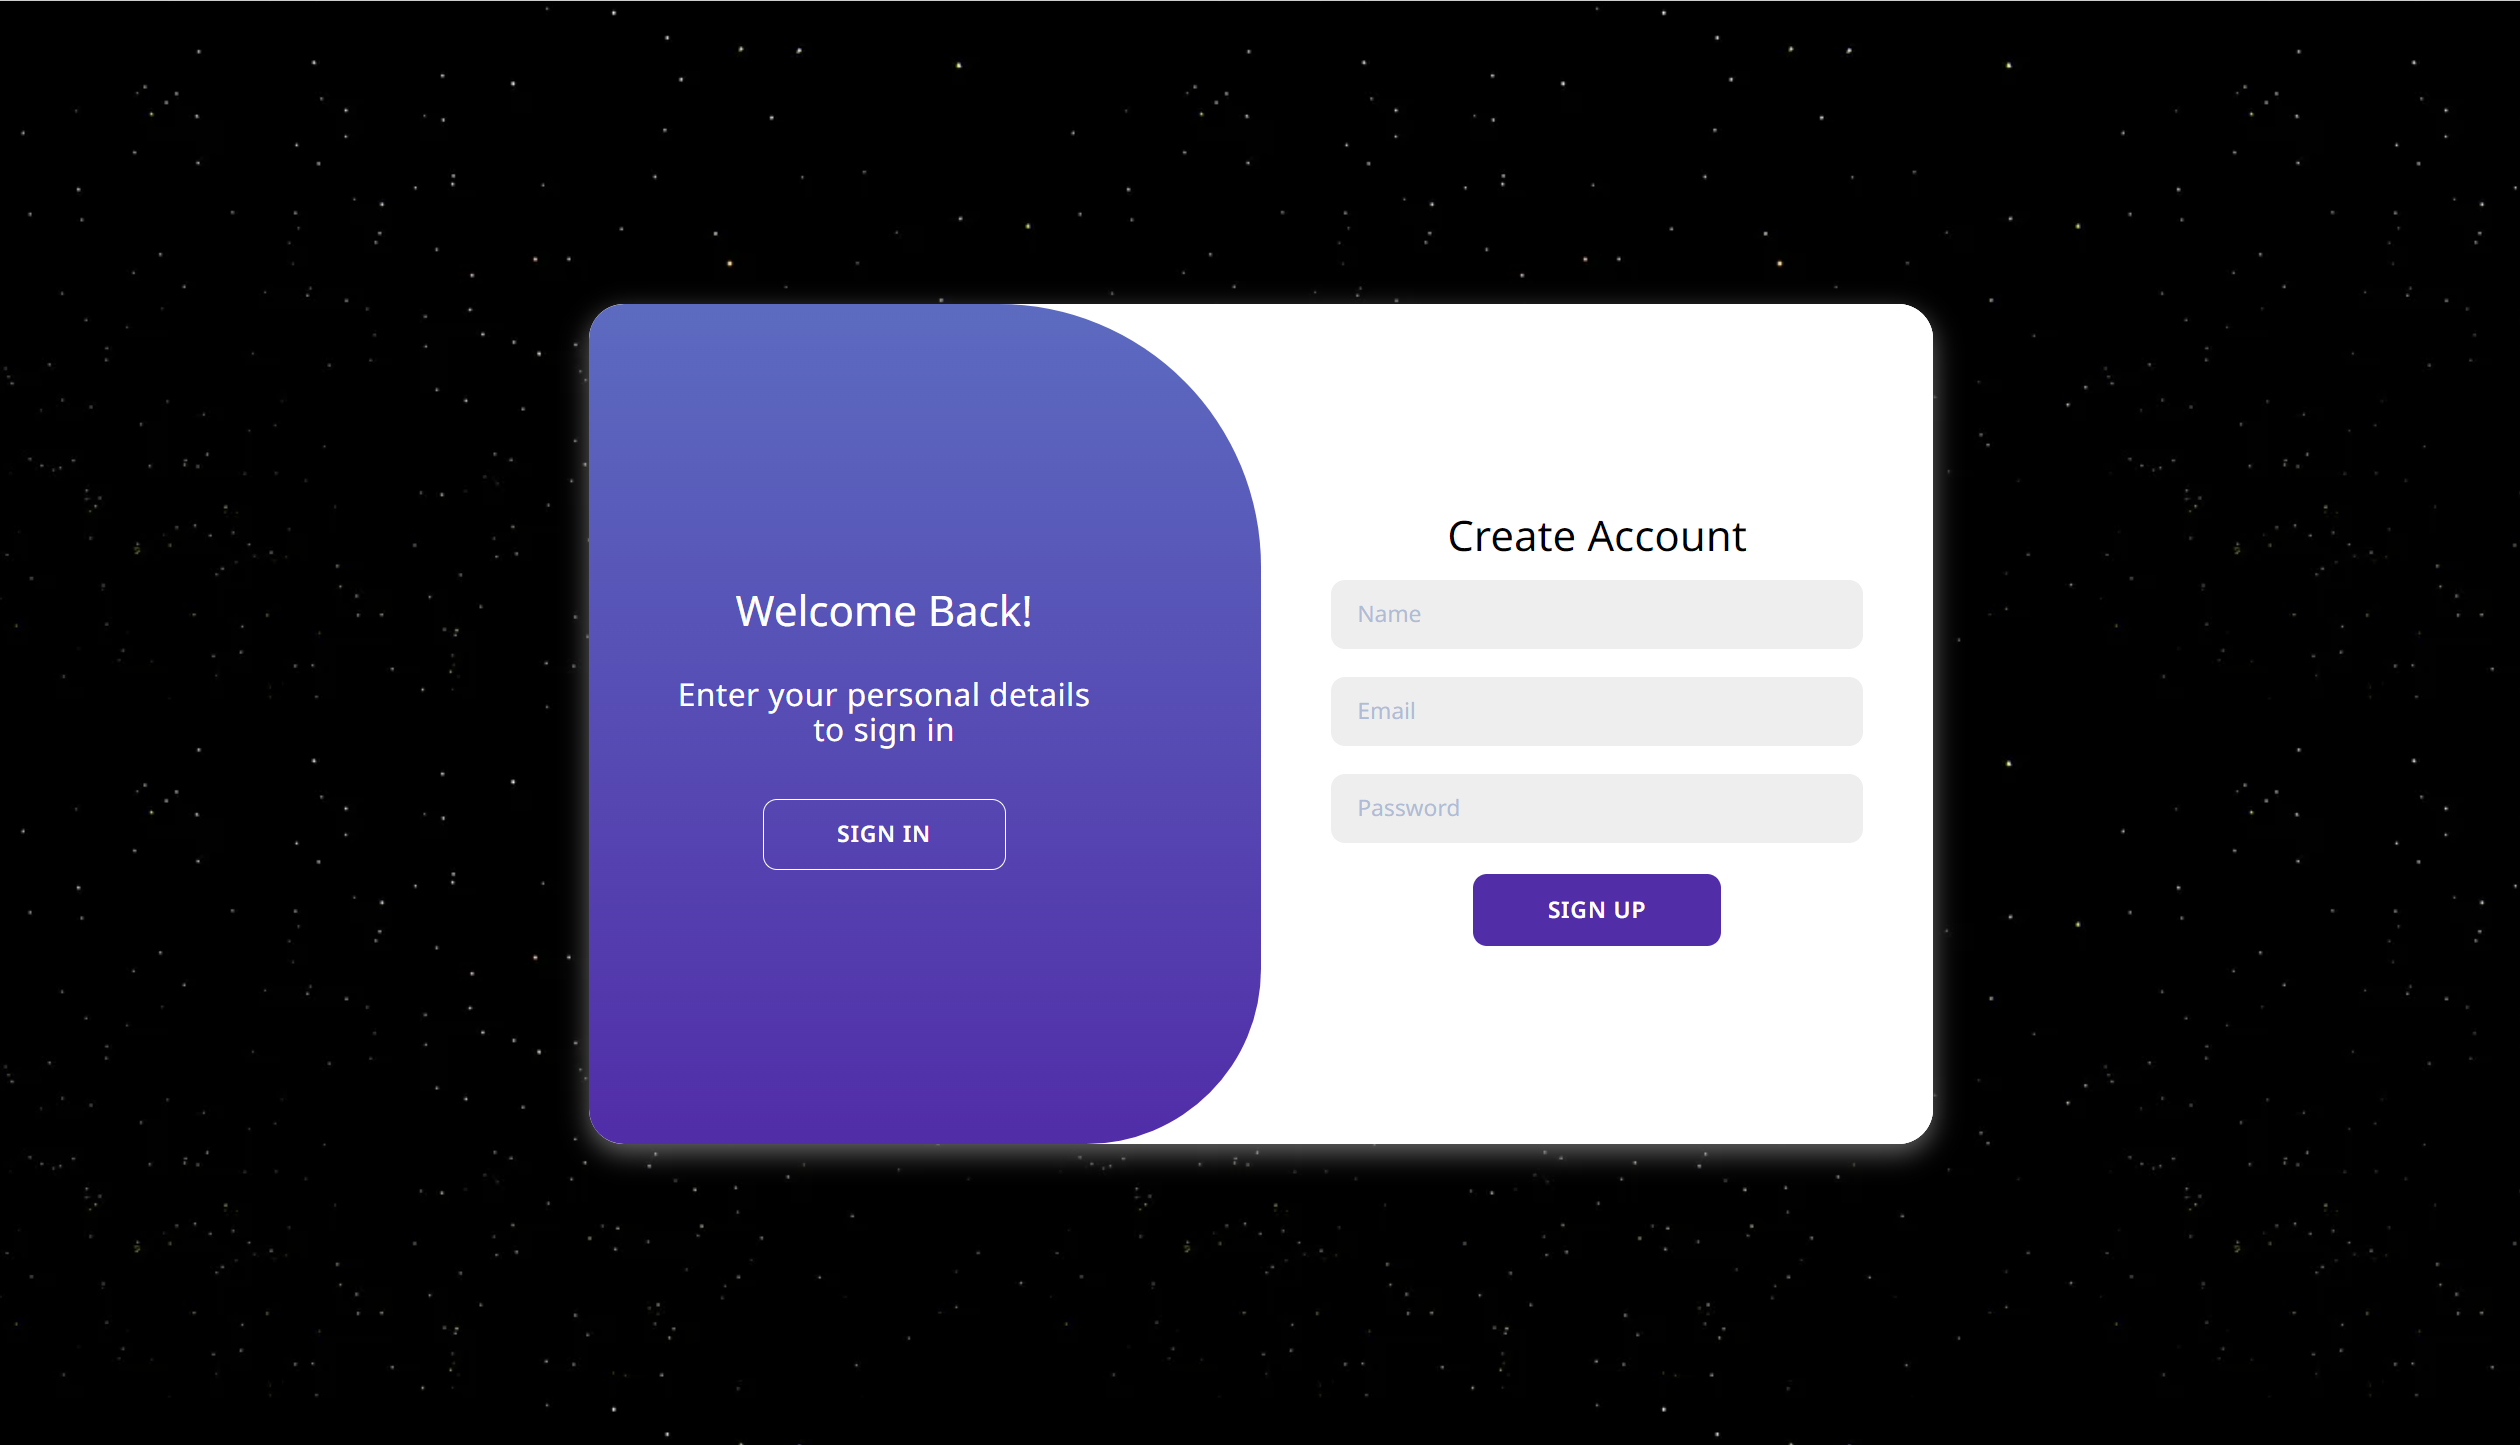 Welcome Back!
Enter your personal details
to sign in
SIGN IN
Create Account
Name
Email
Password
SIGN UP